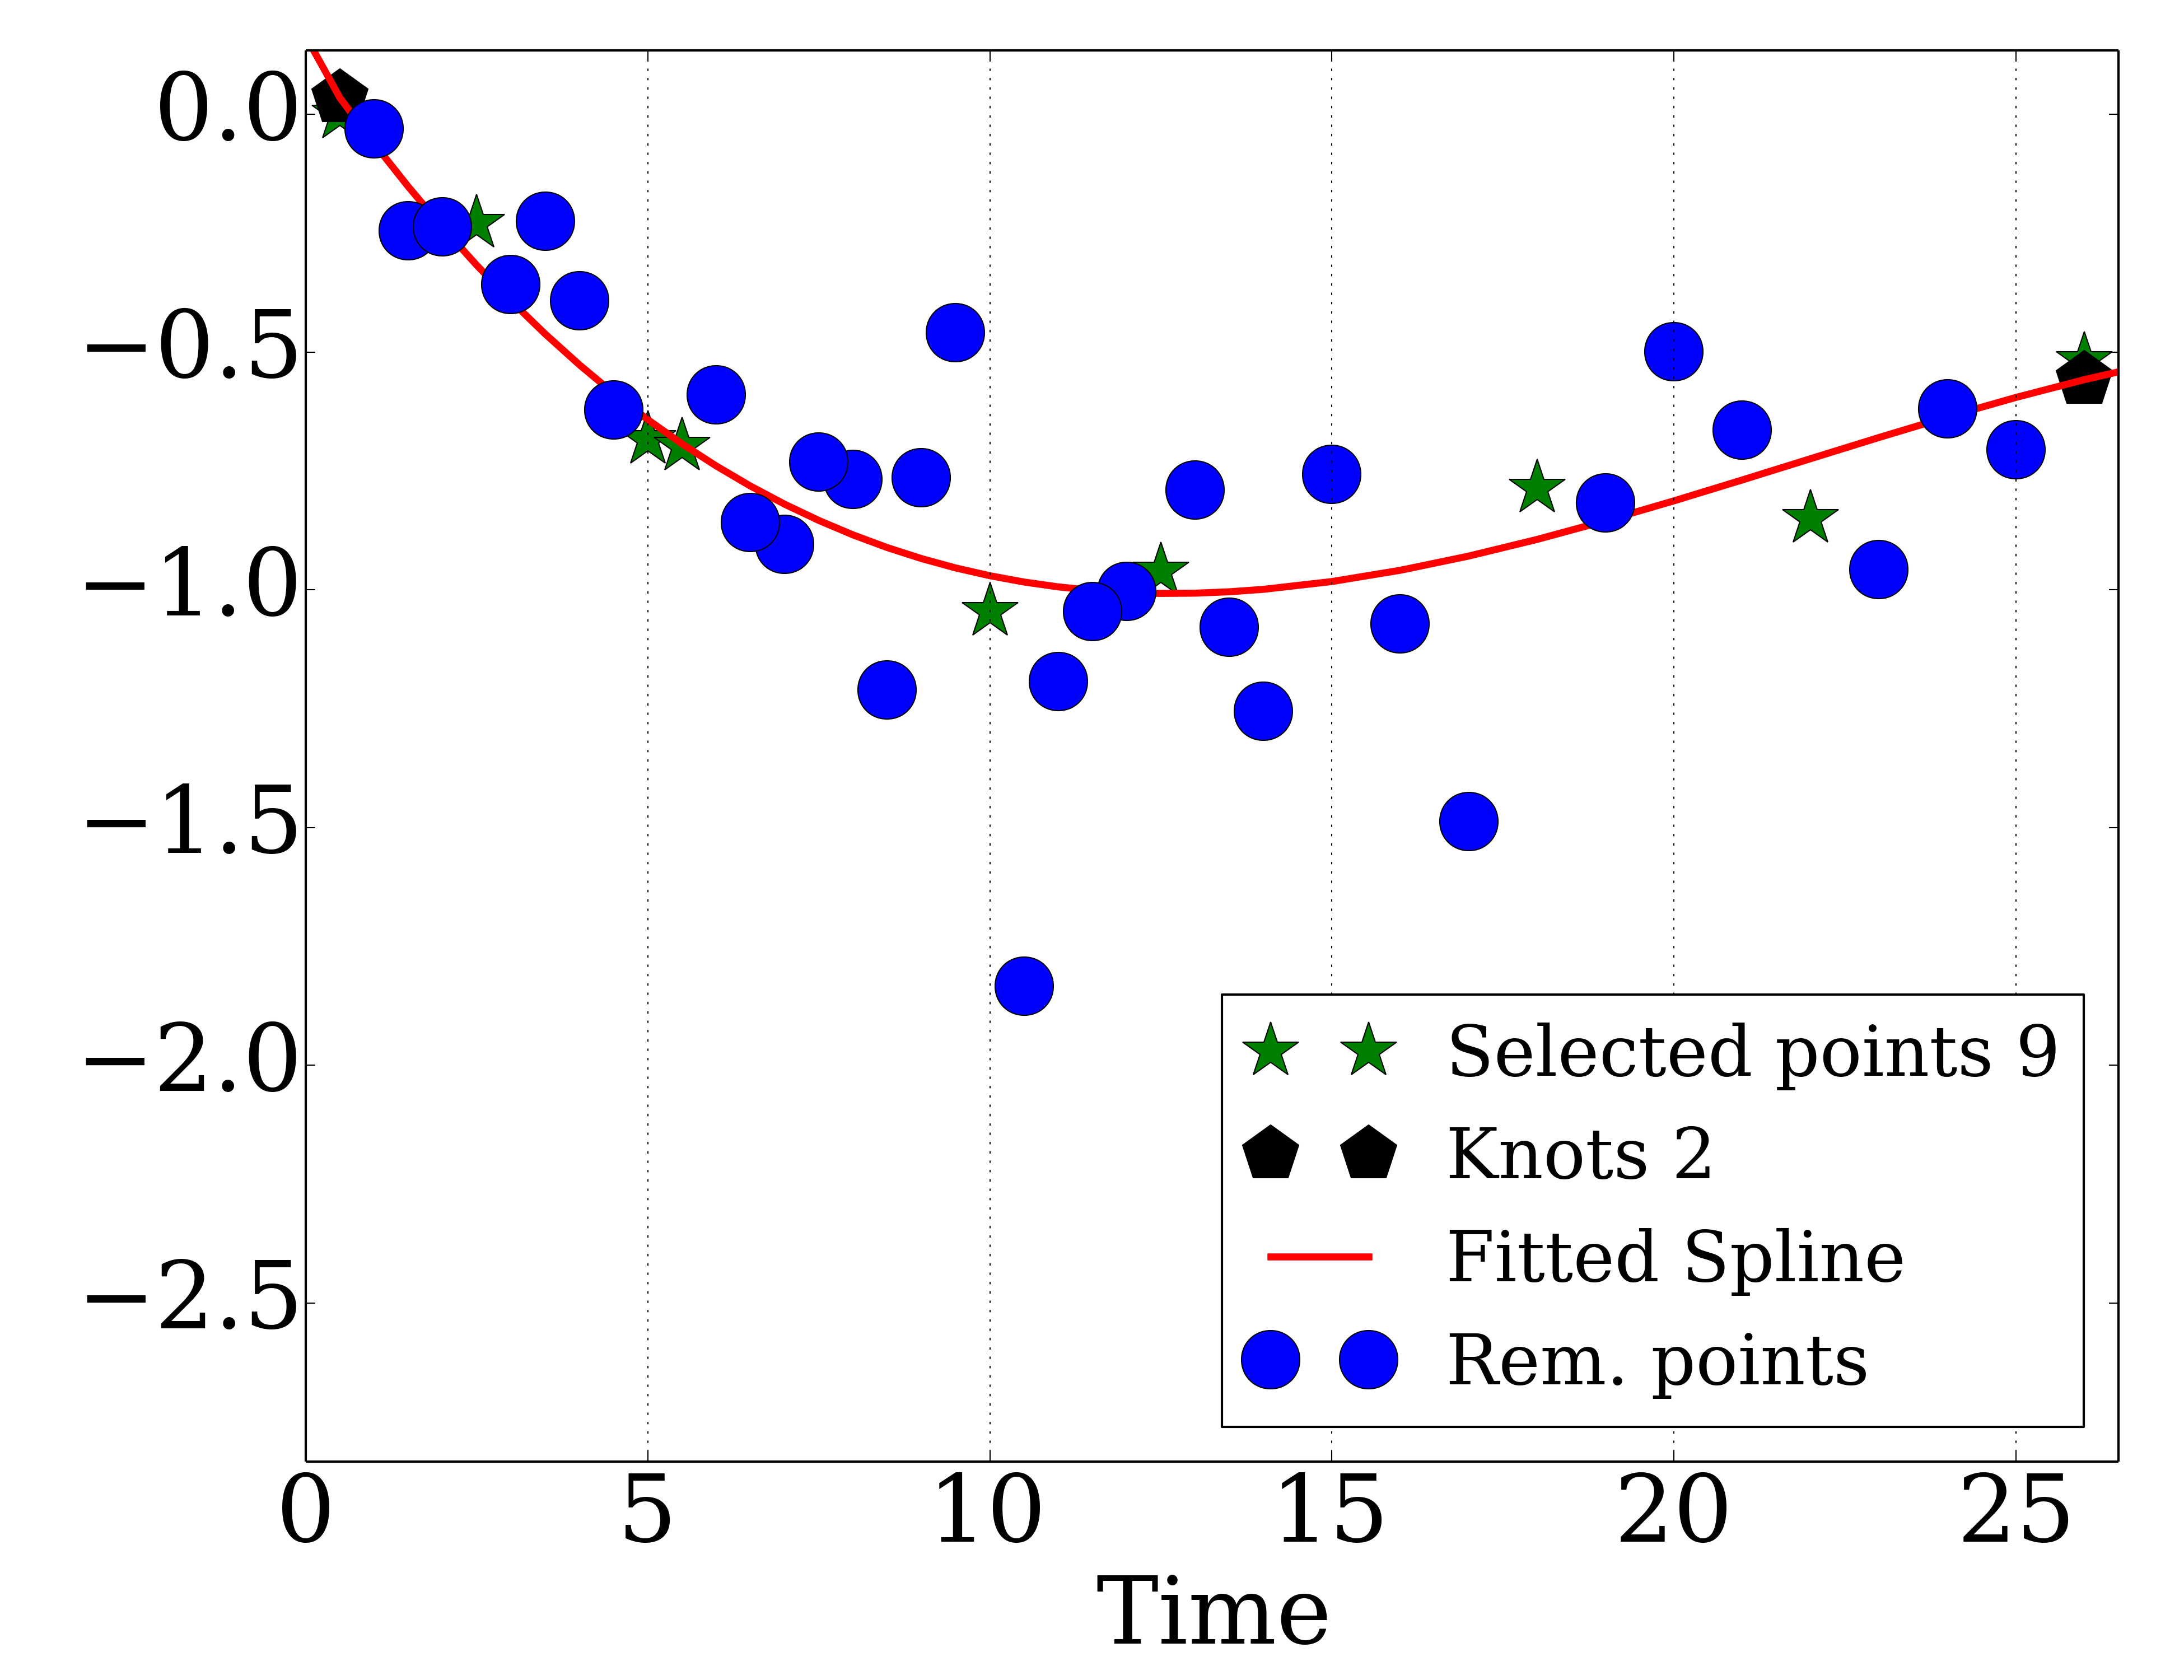 0.0
−0.5
−1.0
−1.5
−2.0
−2.5
Selected points 9
Knots 2
Fitted Spline
Rem. points
0 5 10 15 20 25
Time